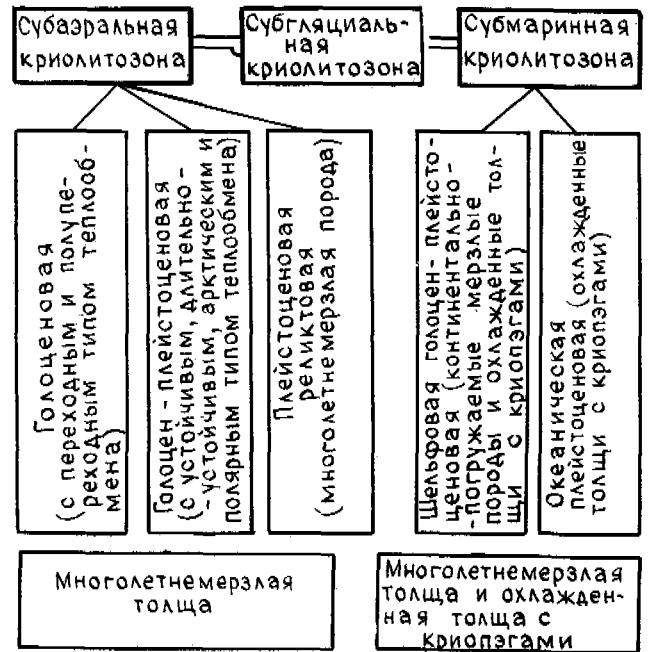 Субаэральная
криолитозона
Субгляциаль-
ная
криолитозона
Субмаринная
криолитозона
Голоценовая
(с переходным и полупе-
реходным типом теплооб-
мена)
Голоцен-плейстоценовая
(с устойчивым, длительно-
-устойчивым, арктическим и
полярным типом теплообмена)
Плейстоценовая
реликтовая
(многолетнемерзлая порода)
Шельфовая голоцен-плейсто-
ценовая (континентально-
-погружаемые мерзлые
породы и охлажденные тол-
щи с криопэгами)
Океаническая
плейстоценовая (охлажденные
толщи с криопэгами)
Многолетнемерзлая
толща
Многолетнемерзлая
толща и охлажден-
ная толща с
криопэгами